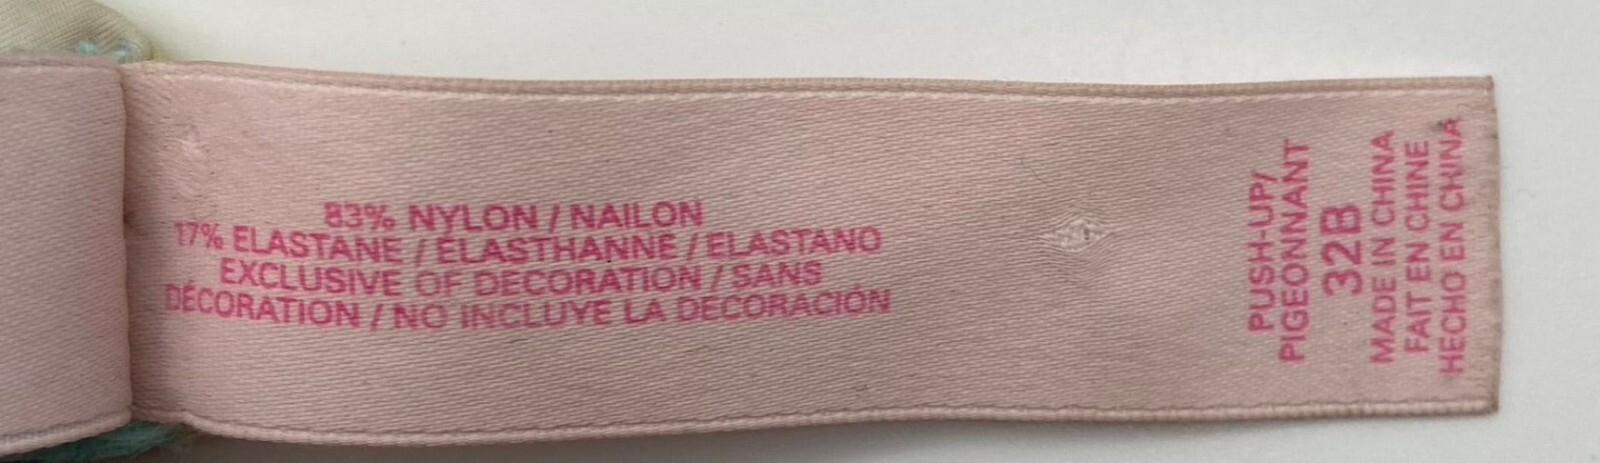 83% NYLON / NAILON
17% ELASTANE / ÉLASTHANNE / ELASTANO
EXCLUSIVE OF DECORATION / SANS
DÉCORATION / NO INCLUYE LA DECORACIÓN
PUSH-UP/
PIGEONNANT
32B
MADE IN CHINA
FAIT EN CHINE
HECHO EN CHINA